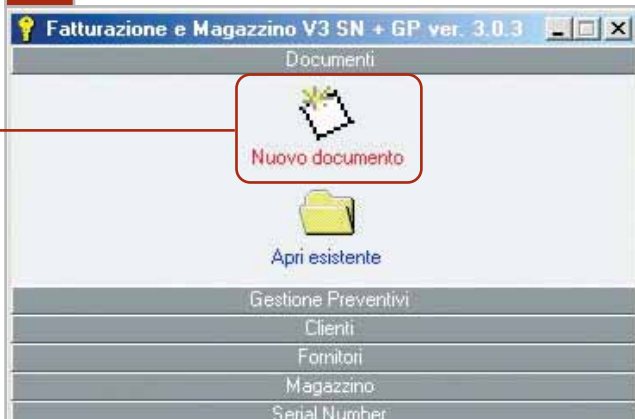 Fatturazione e Magazzino V3 SN + GP ver. 3.0.3
Documenti
Nuovo documento
Apri esistente
Gestione Preventivi
Clienti
Fornitori
Magazzino
Serial Number